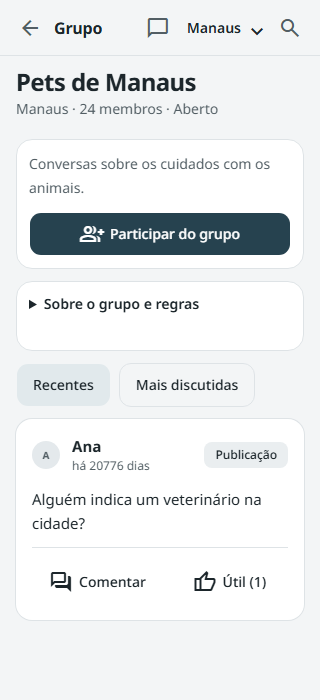 Grupo
Manaus
Pets de Manaus
Manaus · 24 membros · Aberto
Conversas sobre os cuidados com os
animais.
Participar do grupo
Sobre o grupo e regras
Recentes
Mais discutidas
A
Ana
há 20776 dias
Publicação
Alguém indica um veterinário na
cidade?
Comentar
Útil (1)